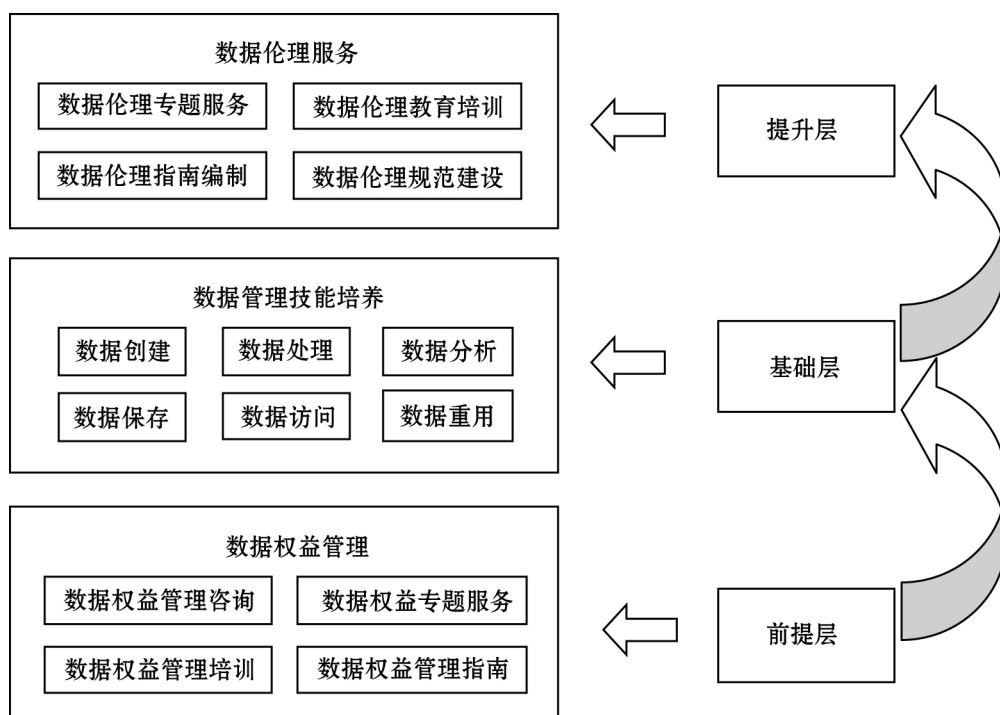 数据伦理服务
数据伦理专题服务 数据伦理教育培训
数据伦理指南编制 数据伦理规范建设
提升层
数据管理技能培养
数据创建 数据处理 数据分析
数据保存 数据访问 数据重用
基础层
数据权益管理
数据权益管理咨询 数据权益专题服务
数据权益管理培训 数据权益管理指南
前提层